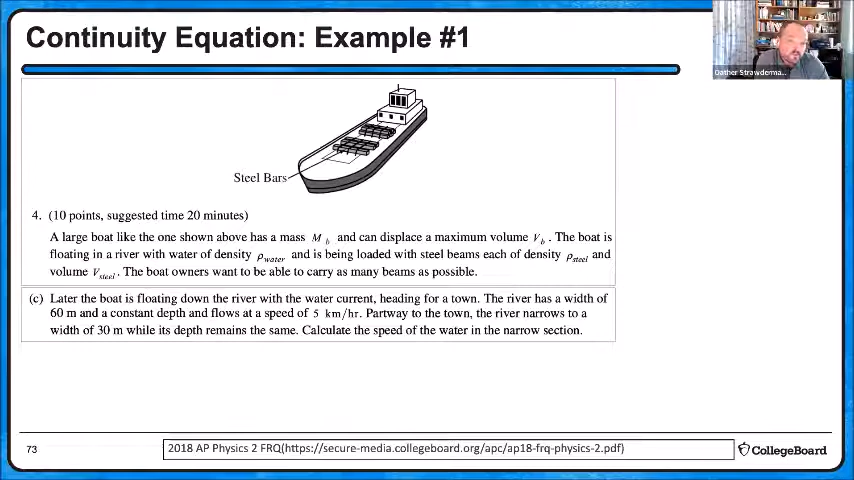 Continuity Equation: Example #1
Oather Strawderma...
Steel Bars
4. (10 points, suggested time 20 minutes)
A large boat like the one shown above has a mass M_b and can displace a maximum volume V_b. The boat is
floating in a river with water of density ρ_water and is being loaded with steel beams each of density ρ_steel and
volume V_steel. The boat owners want to be able to carry as many beams as possible.
(c) Later the boat is floating down the river with the water current, heading for a town. The river has a width of
60 m and a constant depth and flows at a speed of 5 km/hr. Partway to the town, the river narrows to a
width of 30 m while its depth remains the same. Calculate the speed of the water in the narrow section.
73
2018 AP Physics 2 FRQ(https://secure-media.collegeboard.org/apc/ap18-frq-physics-2.pdf)
CollegeBoard